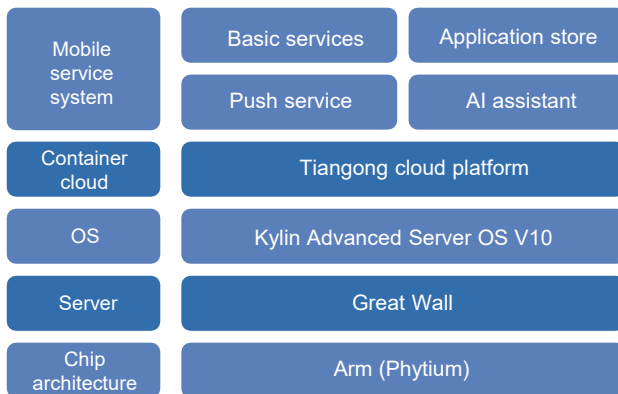 Mobile
service
system
Basic services
Application store
Push service
AI assistant
Container
cloud
Tiangong cloud platform
OS
Kylin Advanced Server OS V10
Server
Great Wall
Chip
architecture
Arm (Phytium)